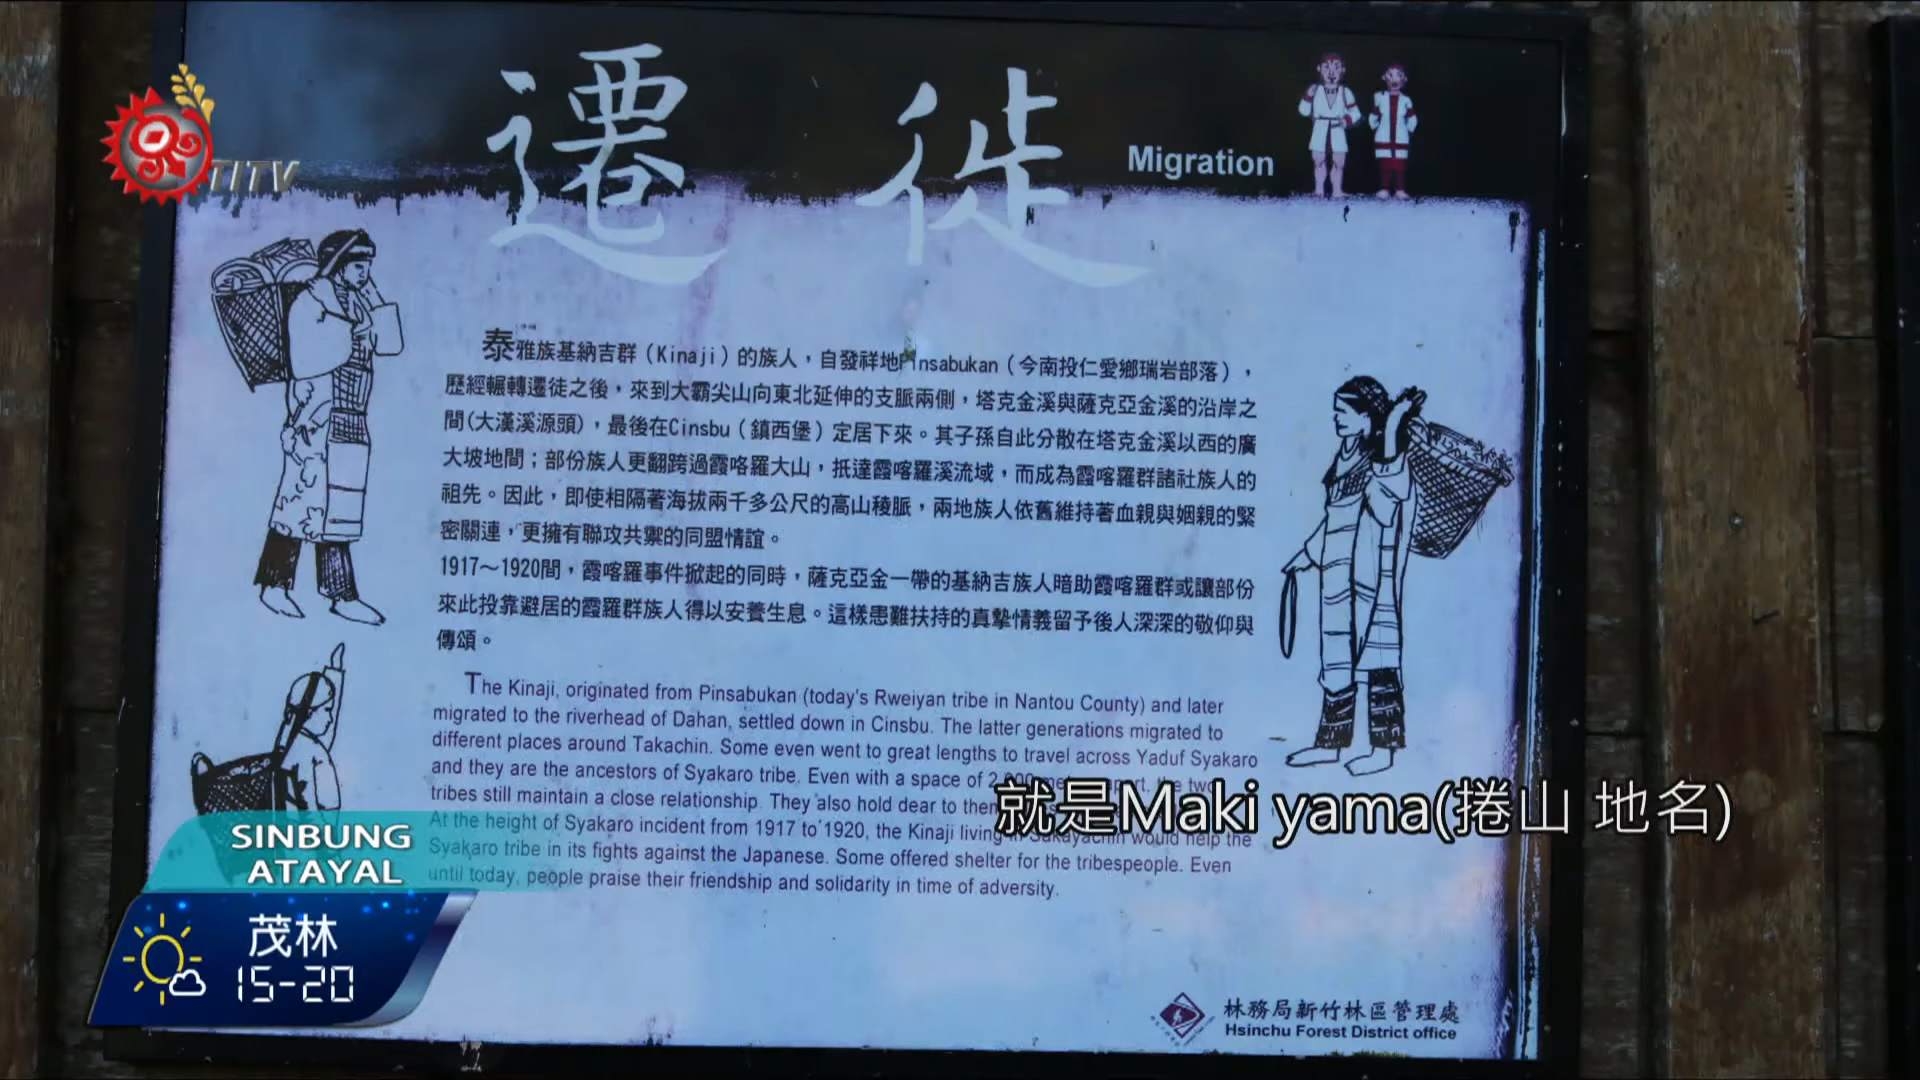 TITV
遷徙
Migration
泰雅族基納吉群（Kinaji）的族人，自發祥地Pinsabukan（今南投仁愛鄉瑞岩部落），
歷經輾轉遷徒之後，來到大霸尖山向東北延伸的支脈兩側，塔克金溪與薩克亞金溪的沿岸之
間(大漢溪源頭)，最後在Cinsbu（鎮西堡）定居下來。其子孫自此分散在塔克金溪以西的廣
大坡地間；部份族人更翻跨過霞咯羅大山，抵達霞喀羅溪流域，而成為霞喀羅群諸社族人的
祖先。因此，即使相隔著海拔兩千多公尺的高山稜脈，兩地族人依舊維持著血親與姻親的緊
密關連，更擁有聯攻共禦的同盟情誼。
1917～1920間，霞喀羅事件掀起的同時，薩克亞金一帶的基納吉族人暗助霞喀羅群或讓部份
來此投靠避居的霞羅群族人得以安養生息。這樣患難扶持的真摯情義留予後人深深的敬仰與
傳頌。
The Kinaji, originated from Pinsabukan (today's Rweiyan tribe in Nantou County) and later
migrated to the riverhead of Dahan, settled down in Cinsbu. The latter generations migrated to
different places around Takachin. Some even went to great lengths to travel across Yaduf Syakaro
and they are the ancestors of Syakaro tribe. Even with a space of 2,000 meters apart, the two
tribes still maintain a close relationship. They also hold dear to
就是Maki yama(捲山 地名)
At the height of Syakaro incident from 1917 to 1920, the Kinaji living in Sakayachin would help the
Syakaro tribe in its fights against the Japanese. Some offered shelter for the tribespeople. Even
until today, people praise their friendship and solidarity in time of adversity.
SINBUNG
ATAYAL
茂林
15-20
林務局新竹林區管理處
Hsinchu Forest District office